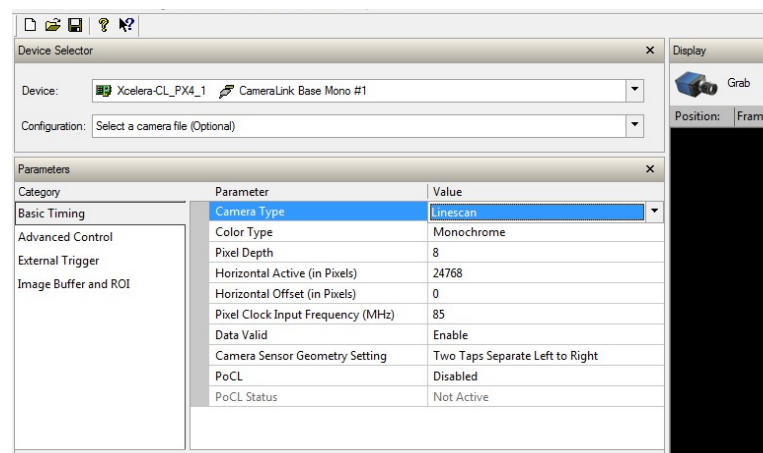 Device Selector
Device: Xcelera-CL_PX4_1 CameraLink Base Mono #1
Configuration: Select a camera file (Optional)
Parameters
Category Parameter Value
Basic Timing
Advanced Control
External Trigger
Image Buffer and ROI
Camera Type Linescan
Color Type Monochrome
Pixel Depth 8
Horizontal Active (in Pixels) 24768
Horizontal Offset (in Pixels) 0
Pixel Clock Input Frequency (MHz) 85
Data Valid Enable
Camera Sensor Geometry Setting Two Taps Separate Left to Right
PoCL Disabled
PoCL Status Not Active
Display
Grab
Position: Fram